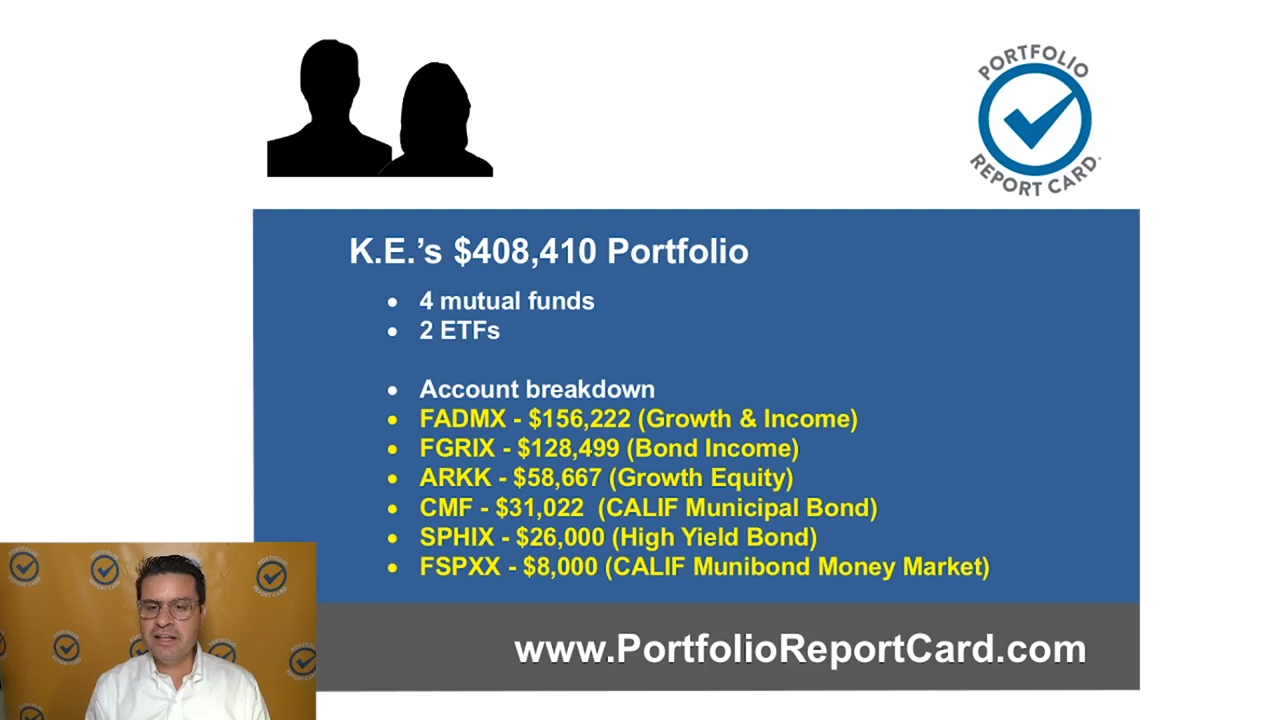 PORTFOLIO
REPORT CARD
K.E.'s $408,410 Portfolio
• 4 mutual funds
• 2 ETFs
• Account breakdown
• FADMX - $156,222 (Growth & Income)
• FGRIX - $128,499 (Bond Income)
• ARKK - $58,667 (Growth Equity)
• CMF - $31,022 (CALIF Municipal Bond)
• SPHIX - $26,000 (High Yield Bond)
• FSPXX - $8,000 (CALIF Munibond Money Market)
www.PortfolioReportCard.com